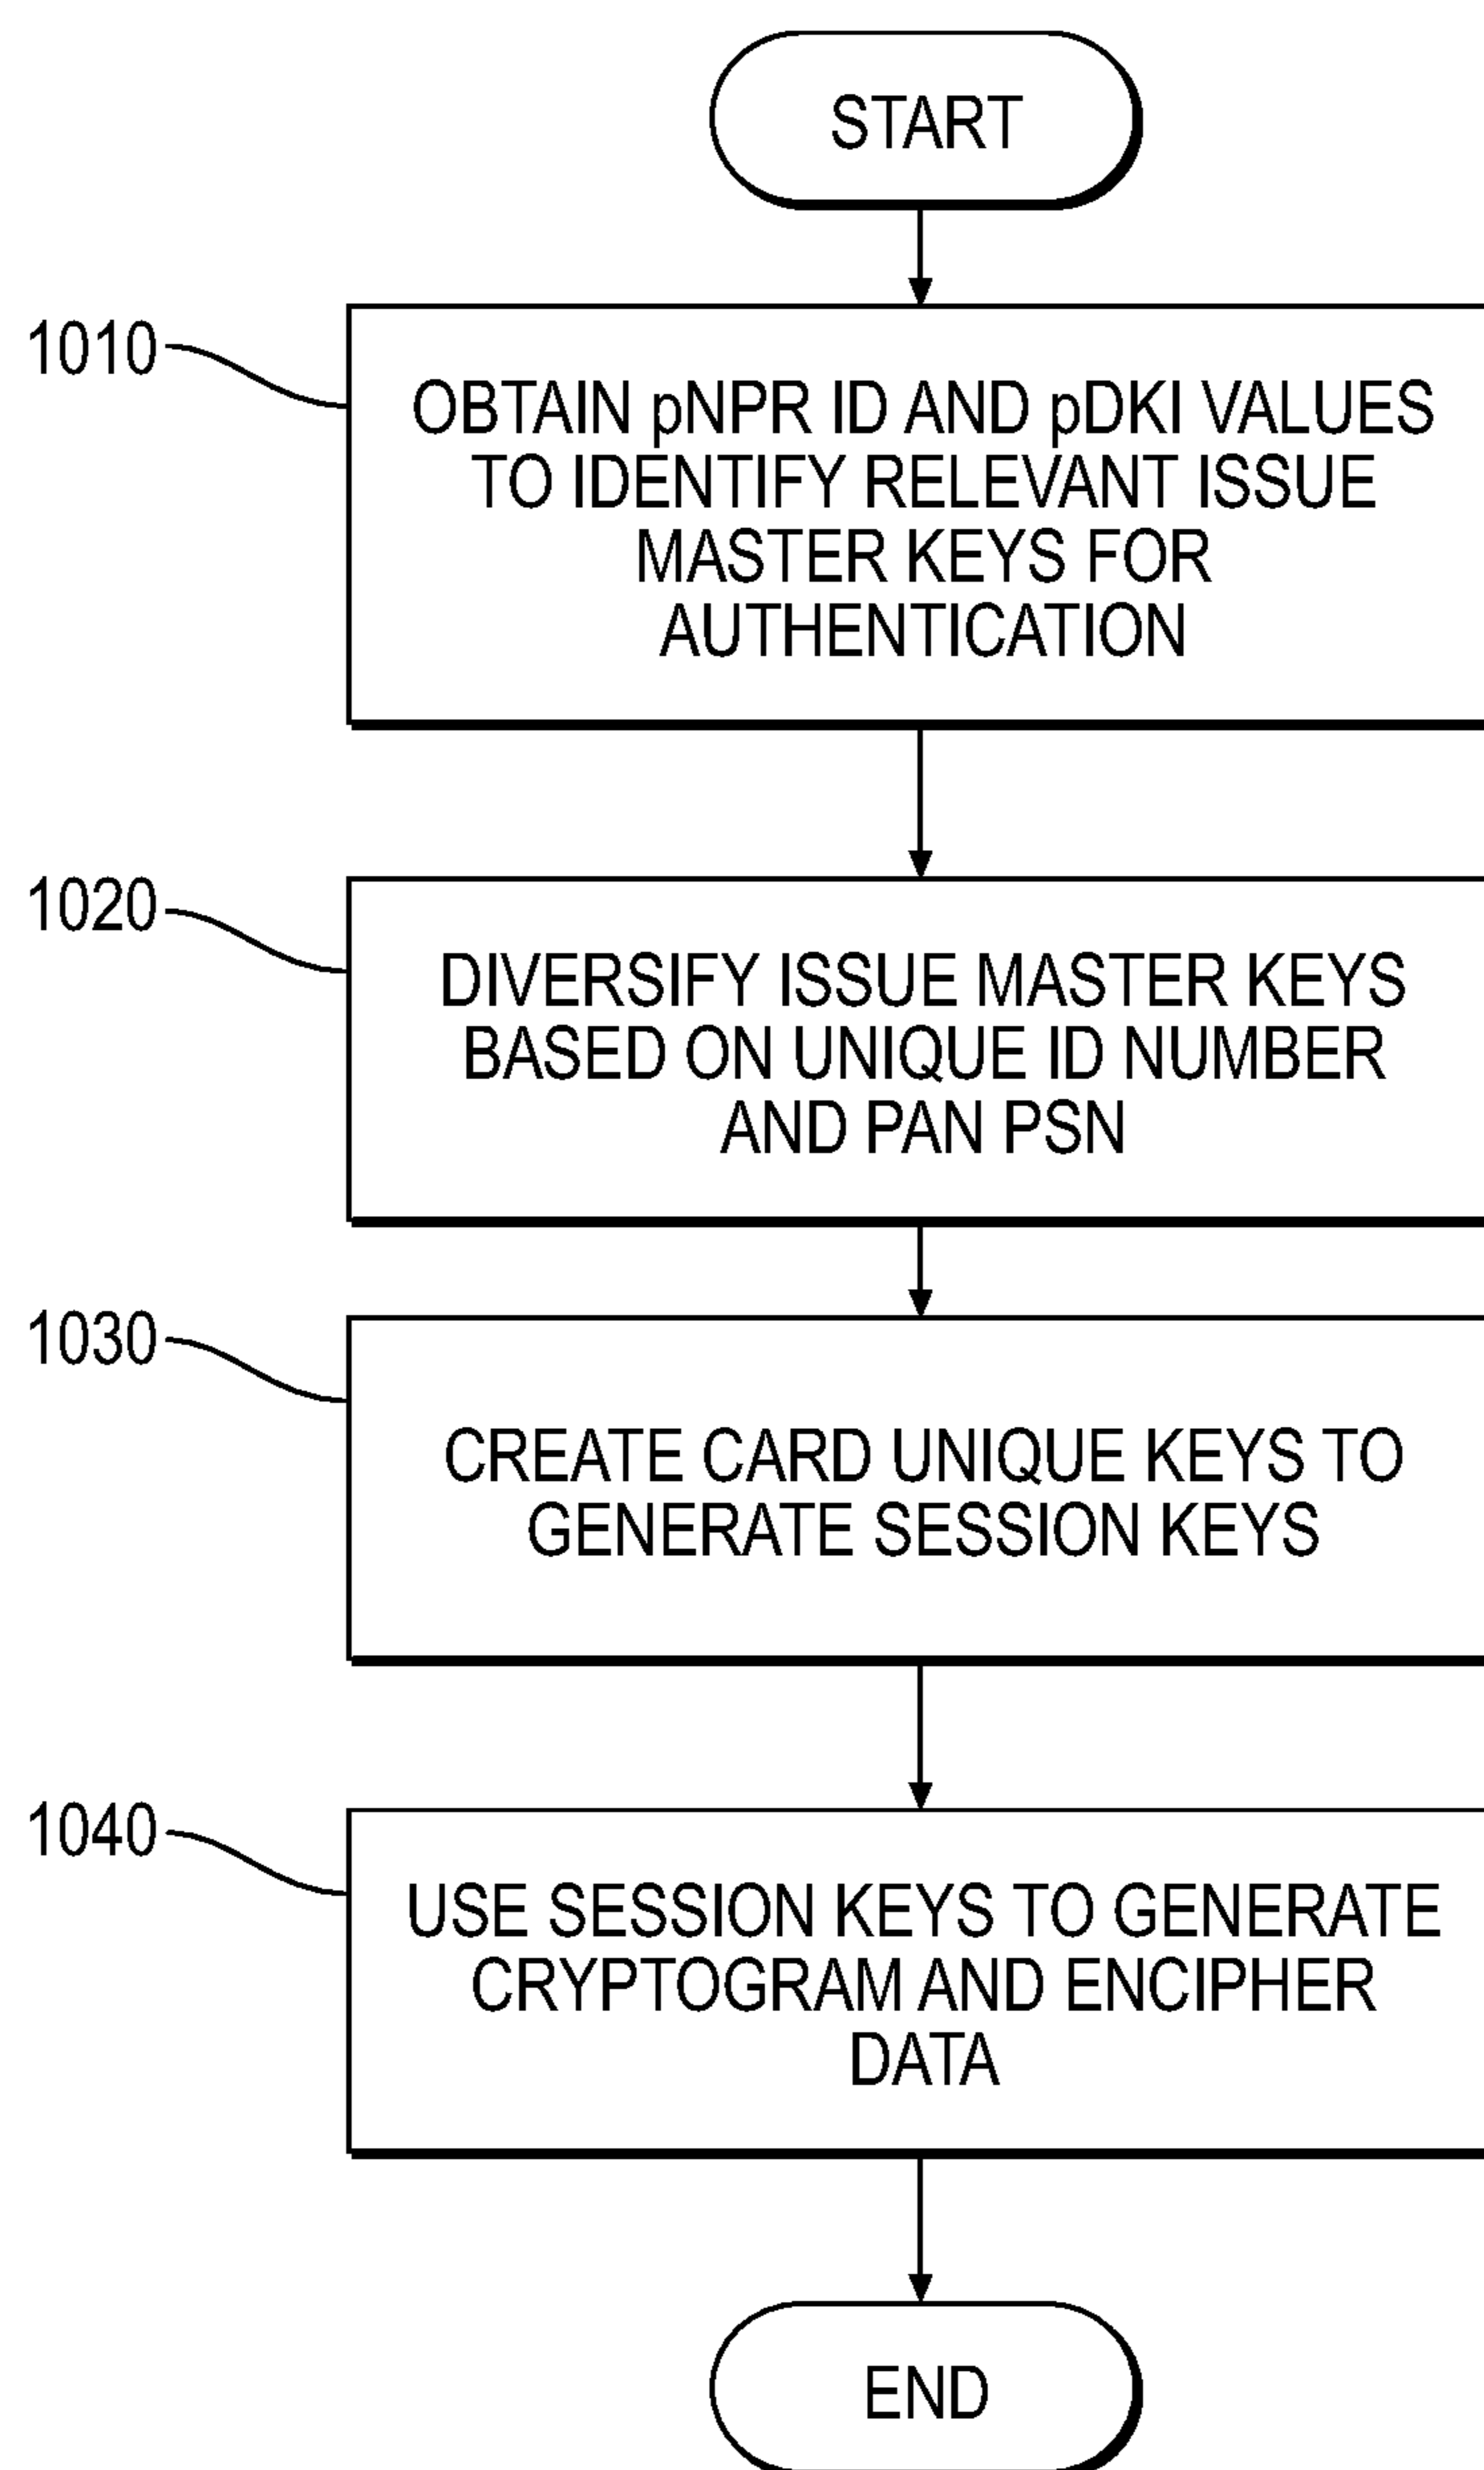 START
1010
OBTAIN pNPR ID AND pDKI VALUES
TO IDENTIFY RELEVANT ISSUE
MASTER KEYS FOR
AUTHENTICATION
1020
DIVERSIFY ISSUE MASTER KEYS
BASED ON UNIQUE ID NUMBER
AND PAN PSN
1030
CREATE CARD UNIQUE KEYS TO
GENERATE SESSION KEYS
1040
USE SESSION KEYS TO GENERATE
CRYPTOGRAM AND ENCIPHER
DATA
END